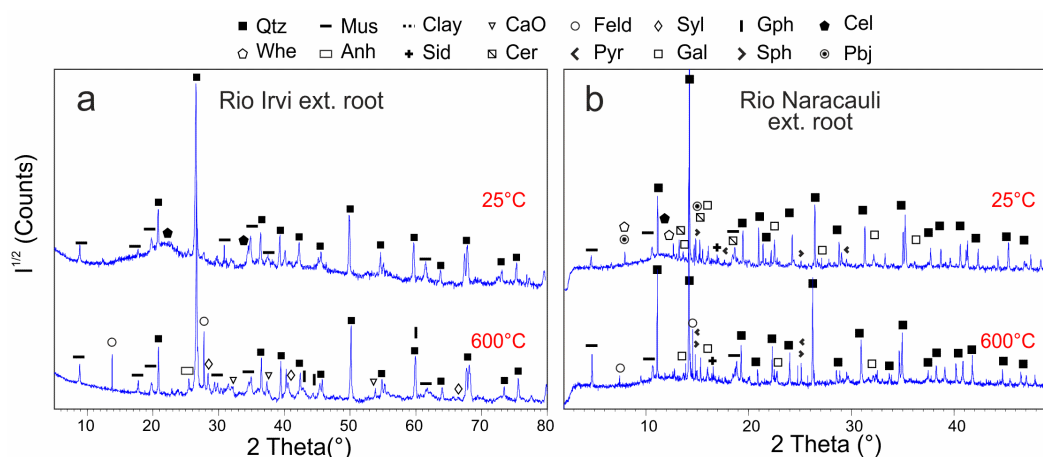 Qtz Mus Clay CaO Feld Syl Gph Cel
Whe Anh Sid Cer Pyr Gal Sph Pbj
a
Rio Irvi ext. root
25°C
600°C
b
Rio Naracauli
ext. root
25°C
600°C
I1/2 (Counts)
10 20 30 40 50 60 70 80
2 Theta(°)
10 20 30 40
2 Theta (°)